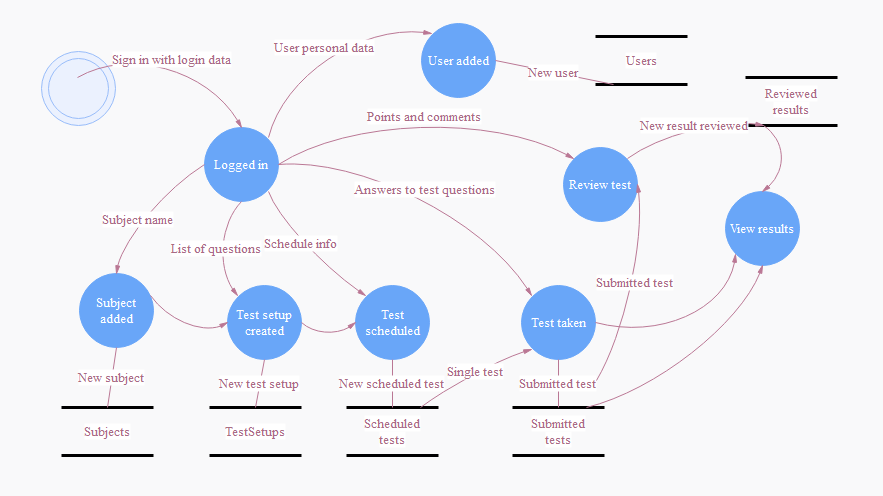 Sign in with login data
User personal data
User added
Users
New user
Reviewed
results
Points and comments
New result reviewed
Logged in
Review test
Answers to test questions
View results
Subject name
List of questions
Schedule info
Submitted test
Subject
added
Test setup
created
Test
scheduled
Test taken
New subject
New test setup
New scheduled test
Single test
Submitted test
Subjects
TestSetups
Scheduled
tests
Submitted
tests